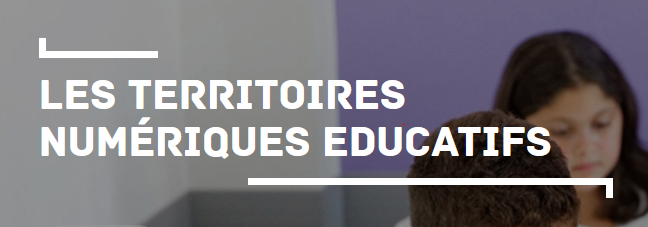 LES TERRITOIRES
NUMÉRIQUES EDUCATIFS